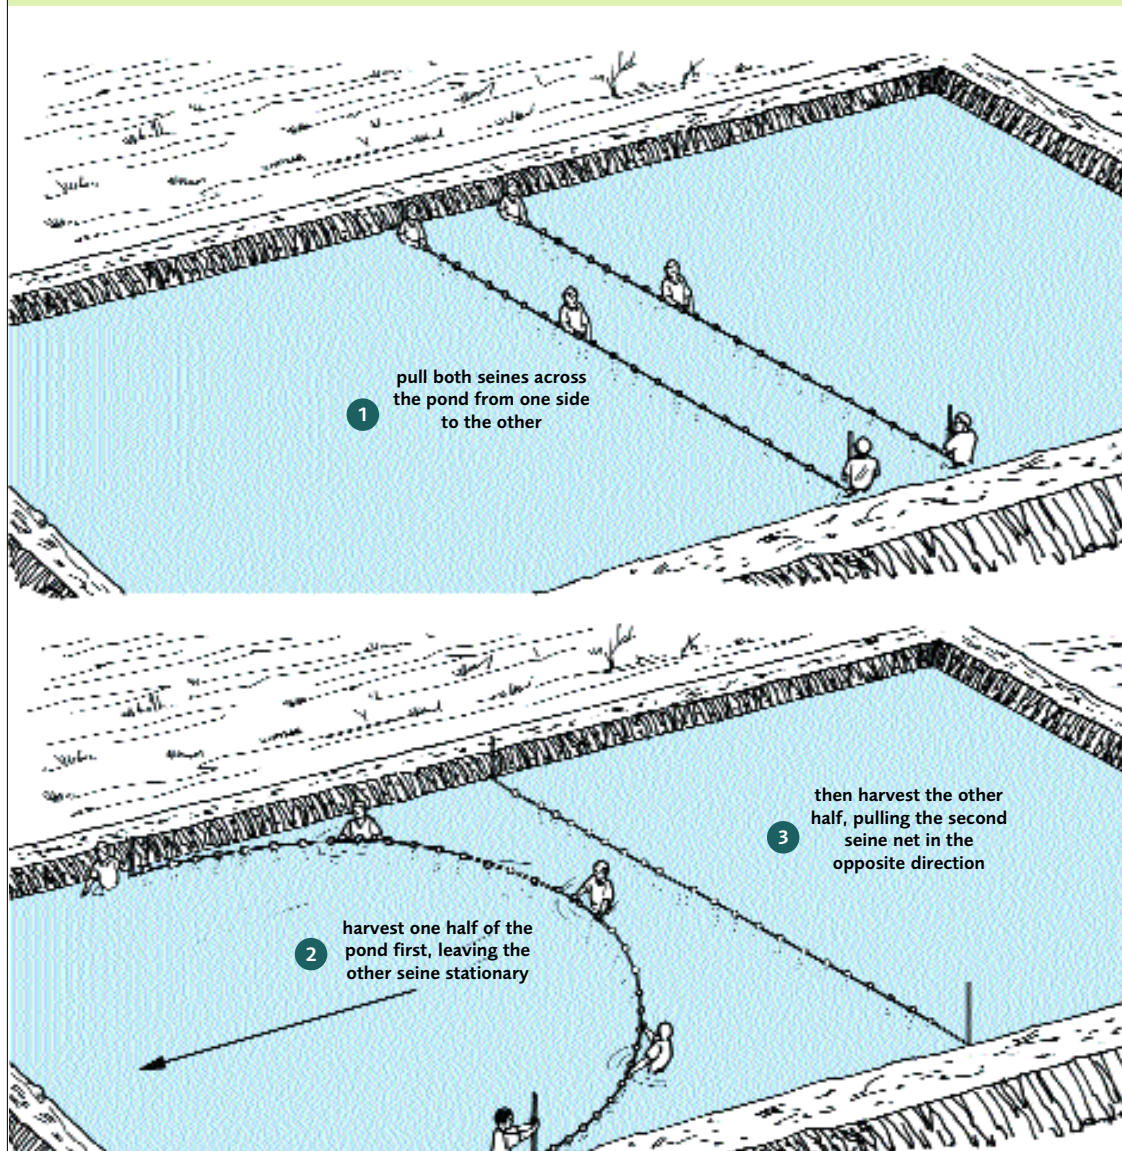 1
pull both seines across
the pond from one side
to the other
2
harvest one half of the
pond first, leaving the
other seine stationary
3
then harvest the other
half, pulling the second
seine net in the
opposite direction